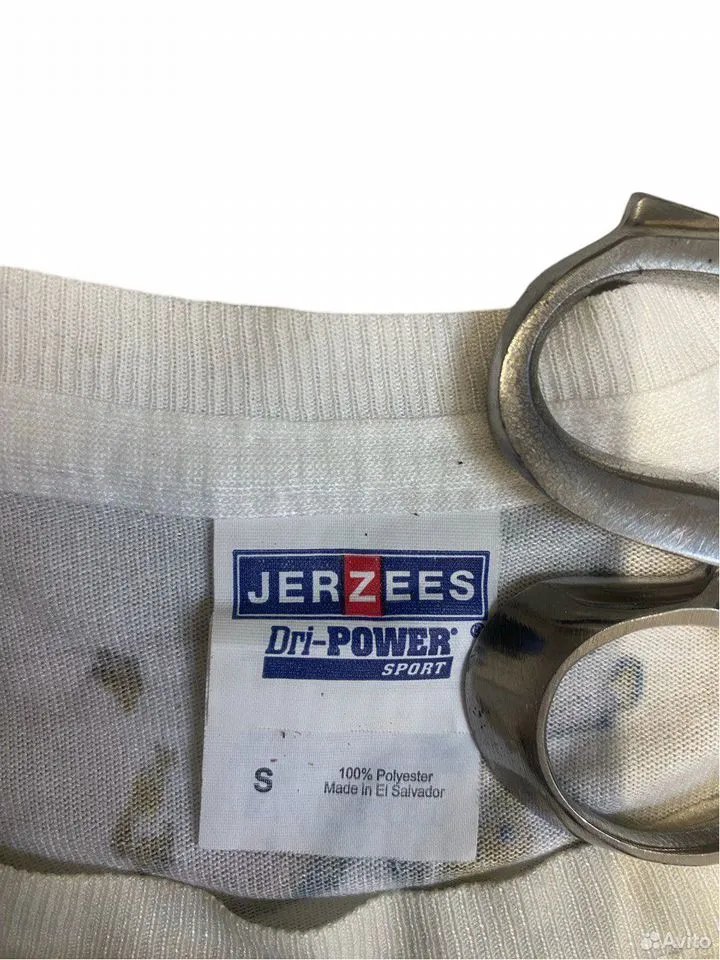 JERZEES
®
Dri-POWER®
SPORT
S
100% Polyester
Made in El Salvador
Avito